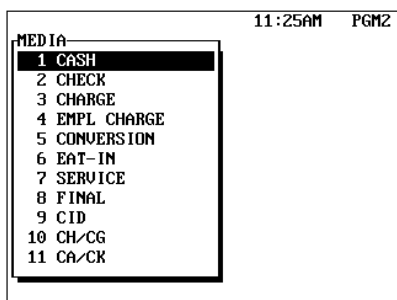 11:25AM PGM2
MEDIA
1 CASH
2 CHECK
3 CHARGE
4 EMPL CHARGE
5 CONVERSION
6 EAT-IN
7 SERVICE
8 FINAL
9 CID
10 CH/CG
11 CA/CK